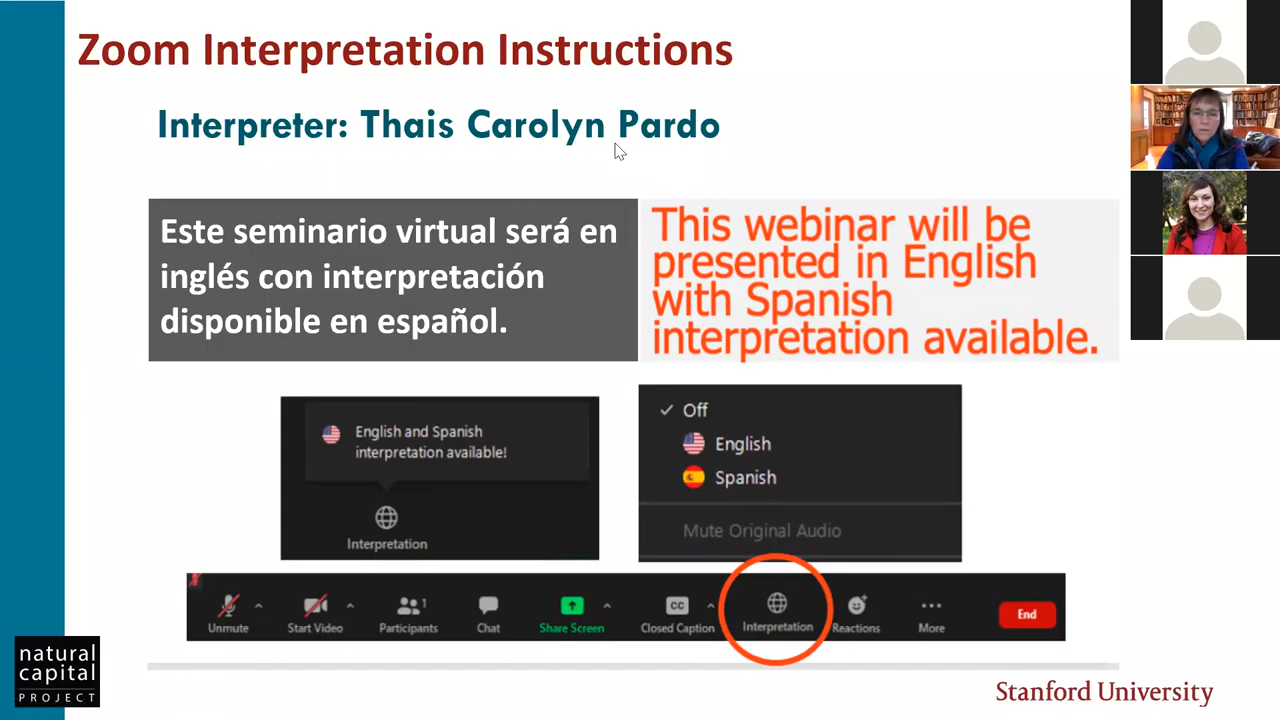 Zoom Interpretation Instructions
Interpreter: Thais Carolyn Pardo
Este seminario virtual será en
inglés con interpretación
disponible en español.
This webinar will be
presented in English
with Spanish
interpretation available.
English and Spanish
interpretation available!
Interpretation
Off
English
Spanish
Mute Original Audio
Unmute
Start Video
Participants
1
Chat
Share Screen
CC
Closed Caption
Interpretation
Reactions
More
End
natural
capital
PROJECT
Stanford University